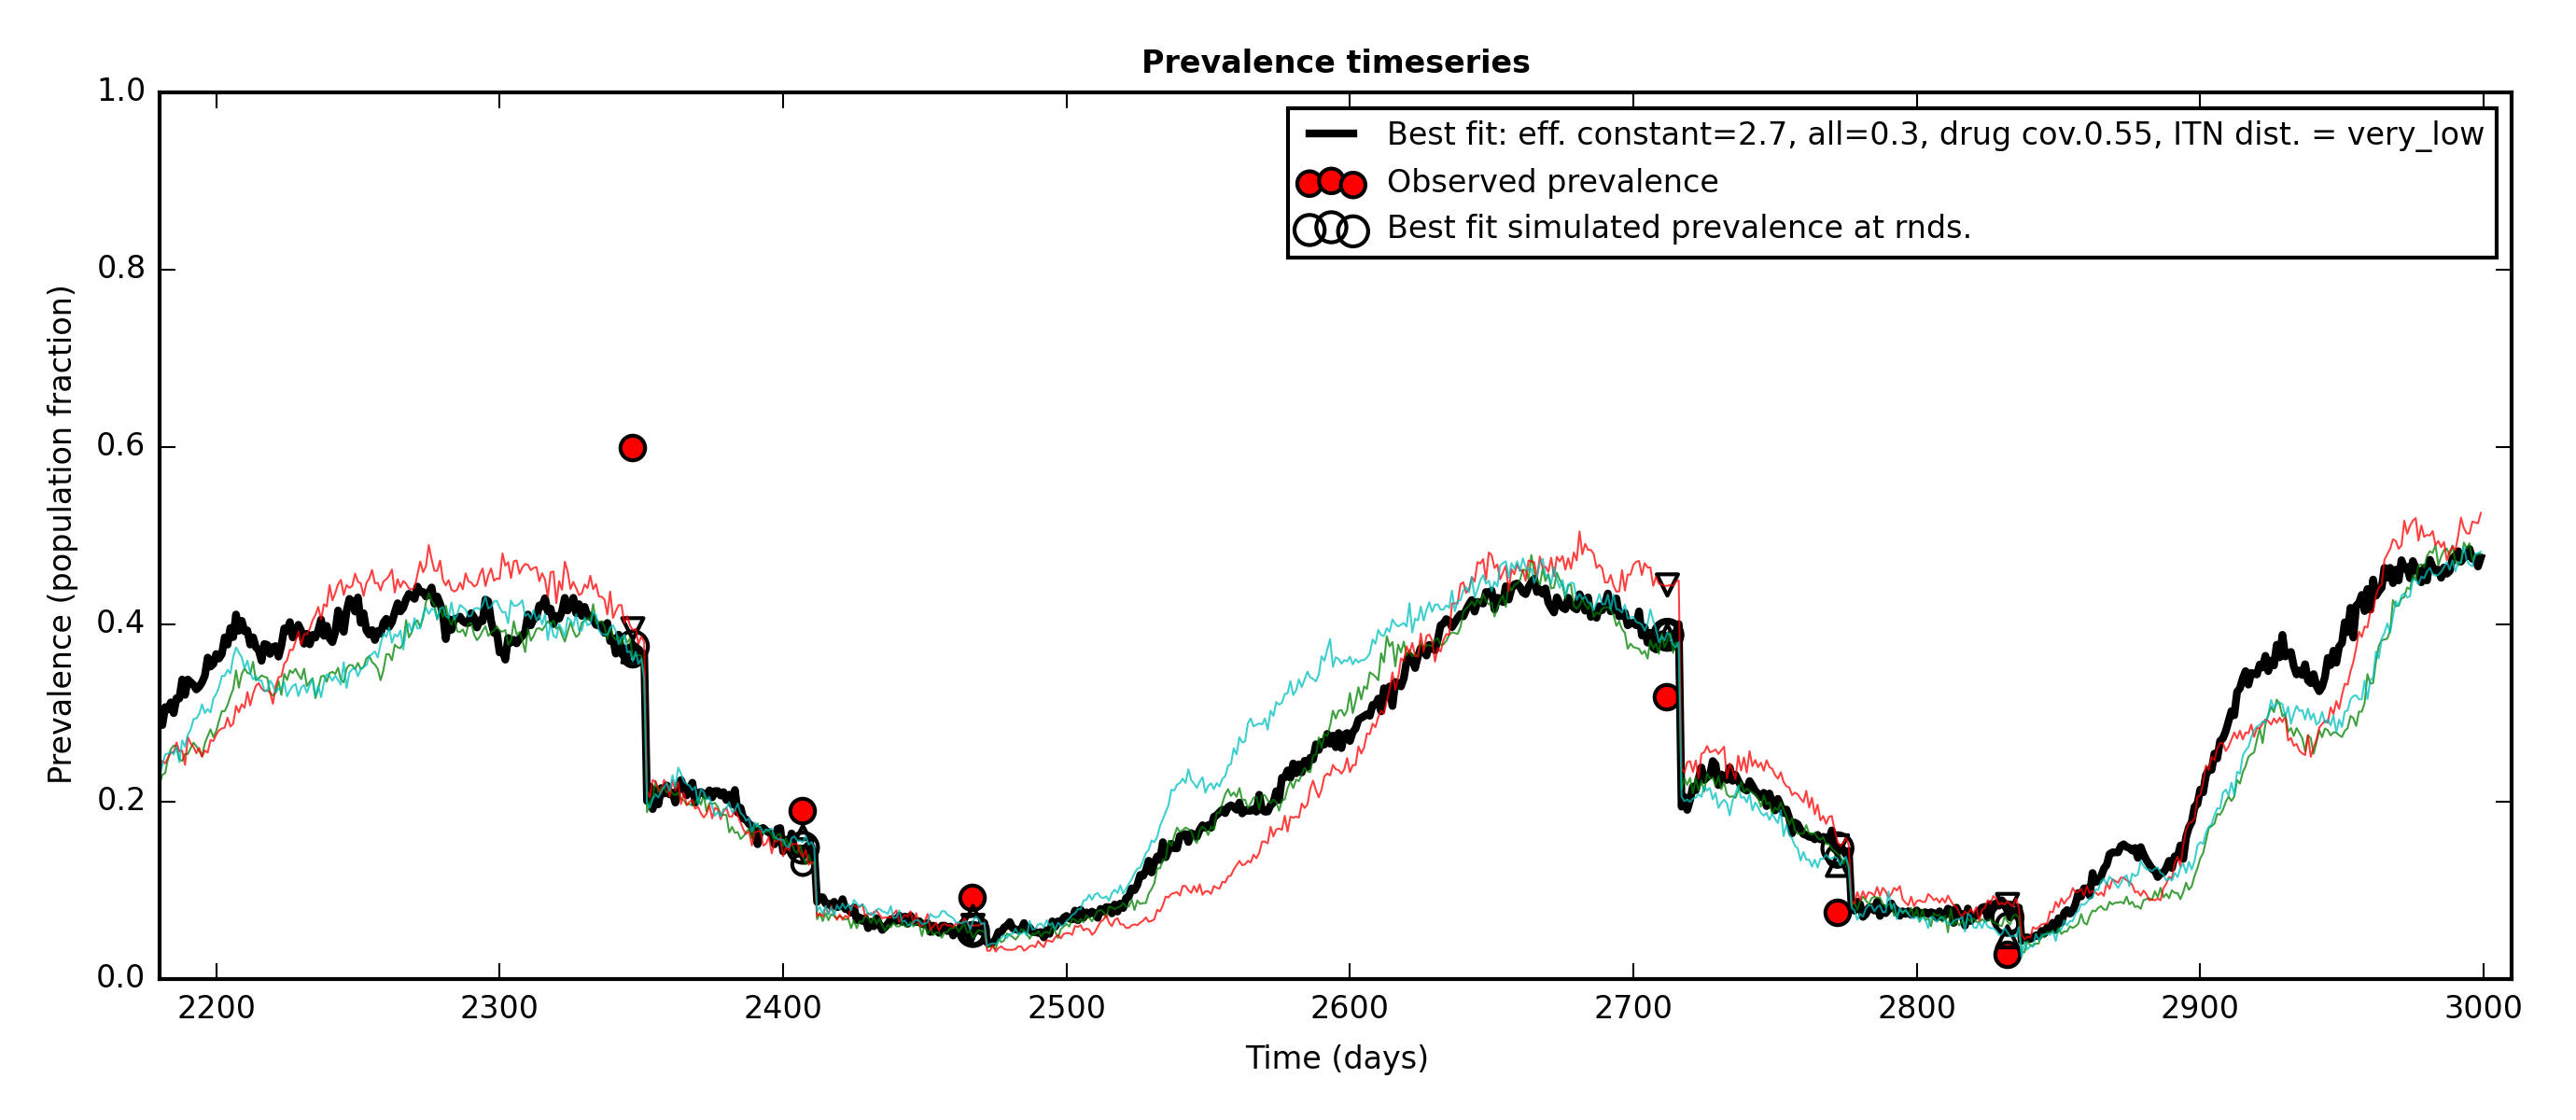 Prevalence timeseries
Best fit: eff. constant=2.7, all=0.3, drug cov.0.55, ITN dist. = very_low
Observed prevalence
Best fit simulated prevalence at rnds.
Prevalence (population fraction)
1.0
0.8
0.6
0.4
0.2
0.0
2200 2300 2400 2500 2600 2700 2800 2900 3000
Time (days)